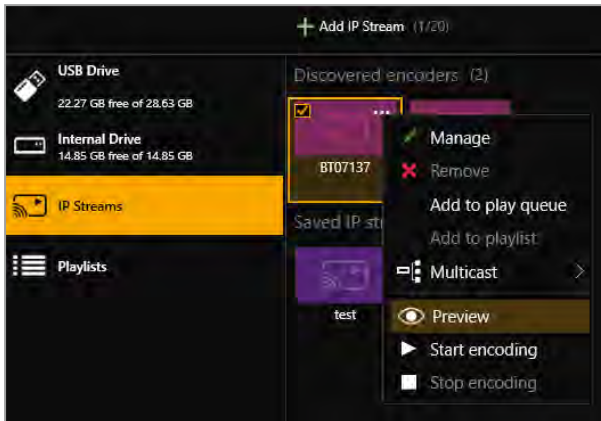 Add IP Stream (1/20)
USB Drive
22.27 GB free of 28.63 GB
Internal Drive
14.85 GB free of 14.85 GB
IP Streams
Playlists
Discovered encoders (2)
BT07137
Saved IP str
test
Manage
Remove
Add to play queue
Add to playlist
Multicast
Preview
Start encoding
Stop encoding